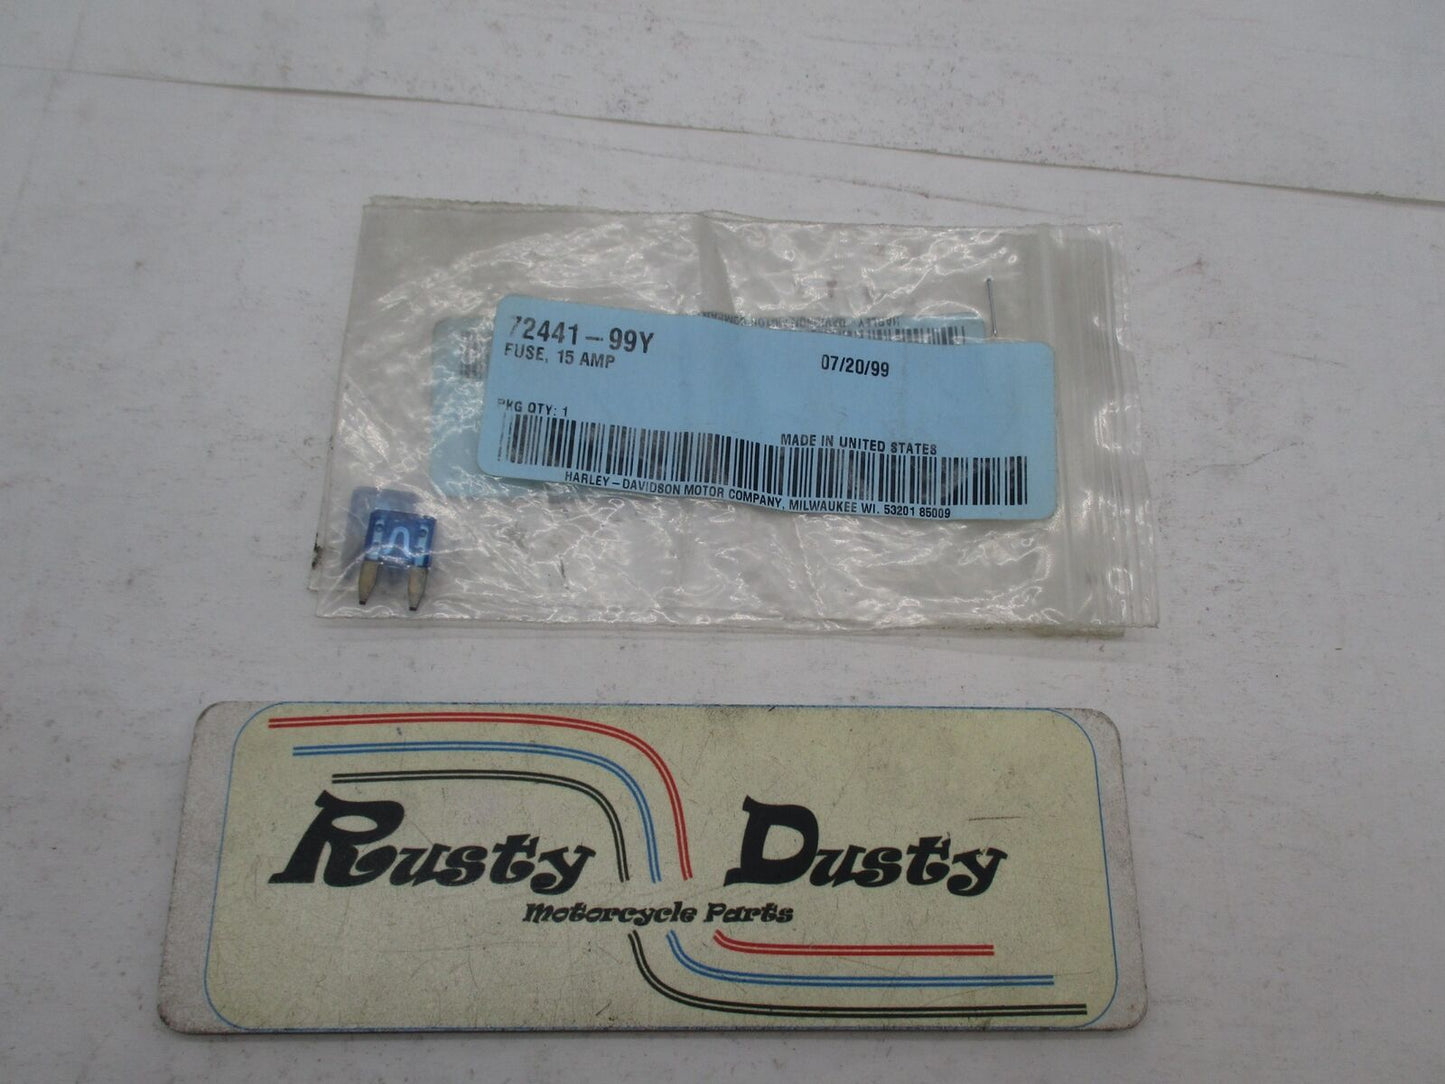 72441-99Y
FUSE, 15 AMP
07/20/99
PKG QTY: 1
MADE IN UNITED STATES
HARLEY-DAVIDSON MOTOR COMPANY, MILWAUKEE WI. 53201 85009
Rusty Dusty
Motorcycle Parts